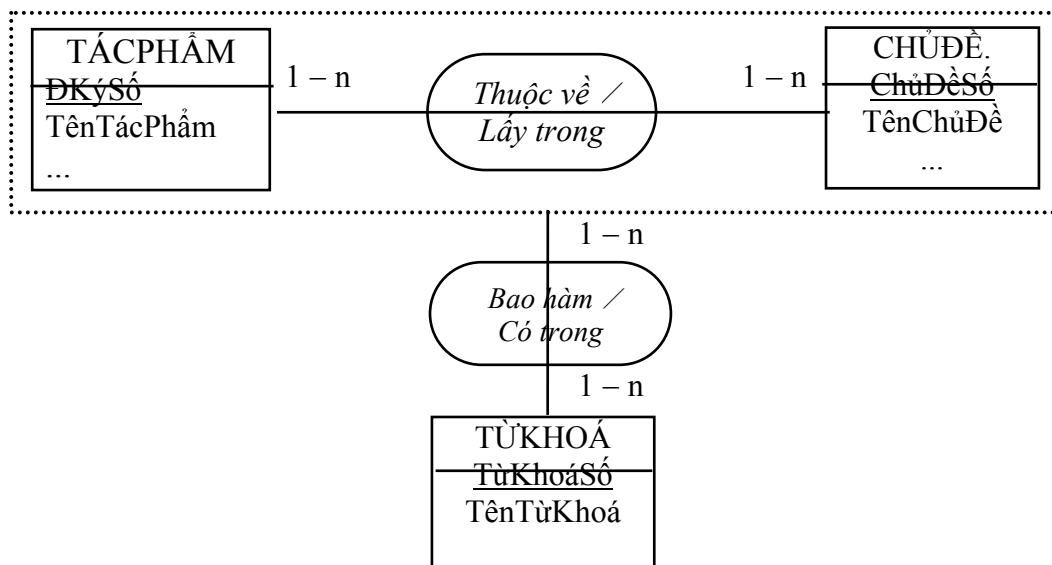 TÁCPHẨM
ĐKýSố
TênTácPhẩm
...
1 – n
Thuộc về /
Lấy trong
1 – n
CHỦĐỀ.
ChủĐềSố
TênChủĐề
...
1 – n
Bao hàm /
Có trong
1 – n
TỪKHOÁ
TừKhoáSố
TênTừKhoá